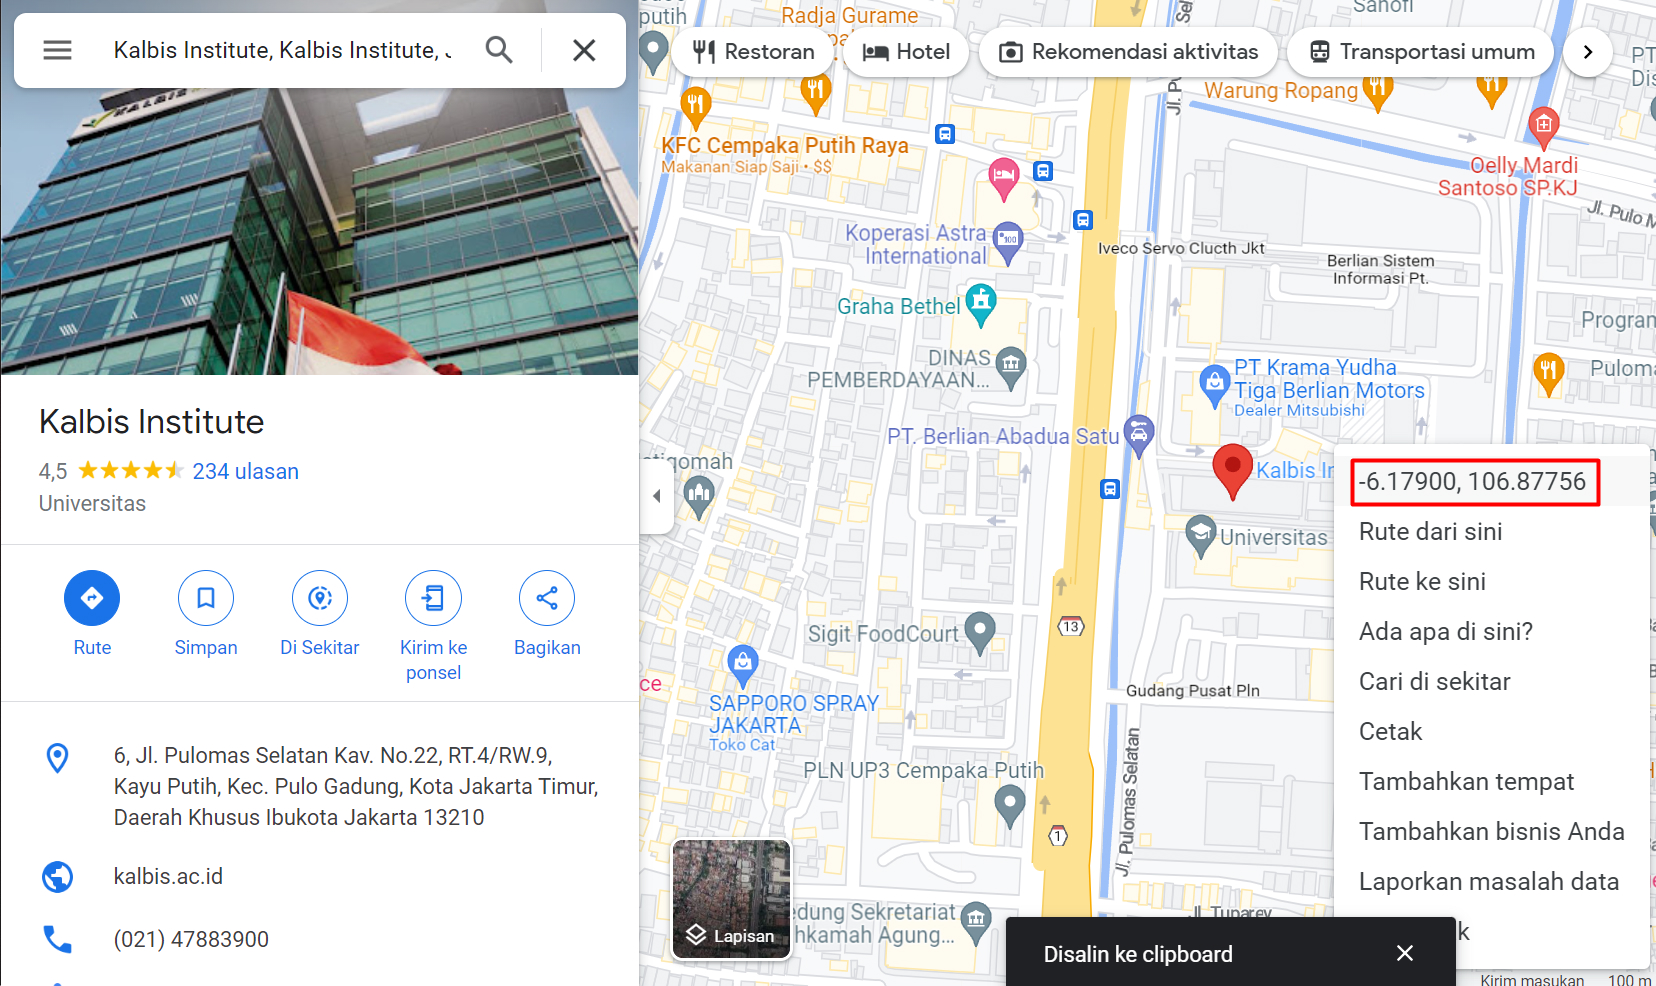 Kalbis Institute, Kalbis Institute, J
Restoran
Hotel
Rekomendasi aktivitas
Transportasi umum
Kalbis Institute
4,5
234 ulasan
Universitas
Rute
Simpan
Di Sekitar
Kirim ke
ponsel
Bagikan
6, Jl. Pulomas Selatan Kav. No.22, RT.4/RW.9,
Kayu Putih, Kec. Pulo Gadung, Kota Jakarta Timur,
Daerah Khusus Ibukota Jakarta 13210
kalbis.ac.id
(021) 47883900
putih
Radja Gurame
Sanofi
Warung Ropang
KFC Cempaka Putih Raya
Makanan Siap Saji • $$
Oelly Mardi
Santoso SP.KJ
Jl. Pulo M
Koperasi Astra
International
Iveco Servo Clucth Jkt
Berlian Sistem
Informasi Pt.
Graha Bethel
Program
DINAS
PEMBERDAYAAN...
PT Krama Yudha
Tiga Berlian Motors
Dealer Mitsubishi
Puloma
PT. Berlian Abadua Satu
Istiqomah
Kalbis In
Universitas
Sigit FoodCourt
13
SAPPORO SPRAY
JAKARTA
Toko Cat
Gudang Pusat Pln
PLN UP3 Cempaka Putih
Jl. Pulomas Selatan
1
edung Sekretariat
ahkamah Agung...
Jl. Tuparev
Lapisan
-6.17900, 106.87756
Rute dari sini
Rute ke sini
Ada apa di sini?
Cari di sekitar
Cetak
Tambahkan tempat
Tambahkan bisnis Anda
Laporkan masalah data
Disalin ke clipboard
Kirim masukan
100 m